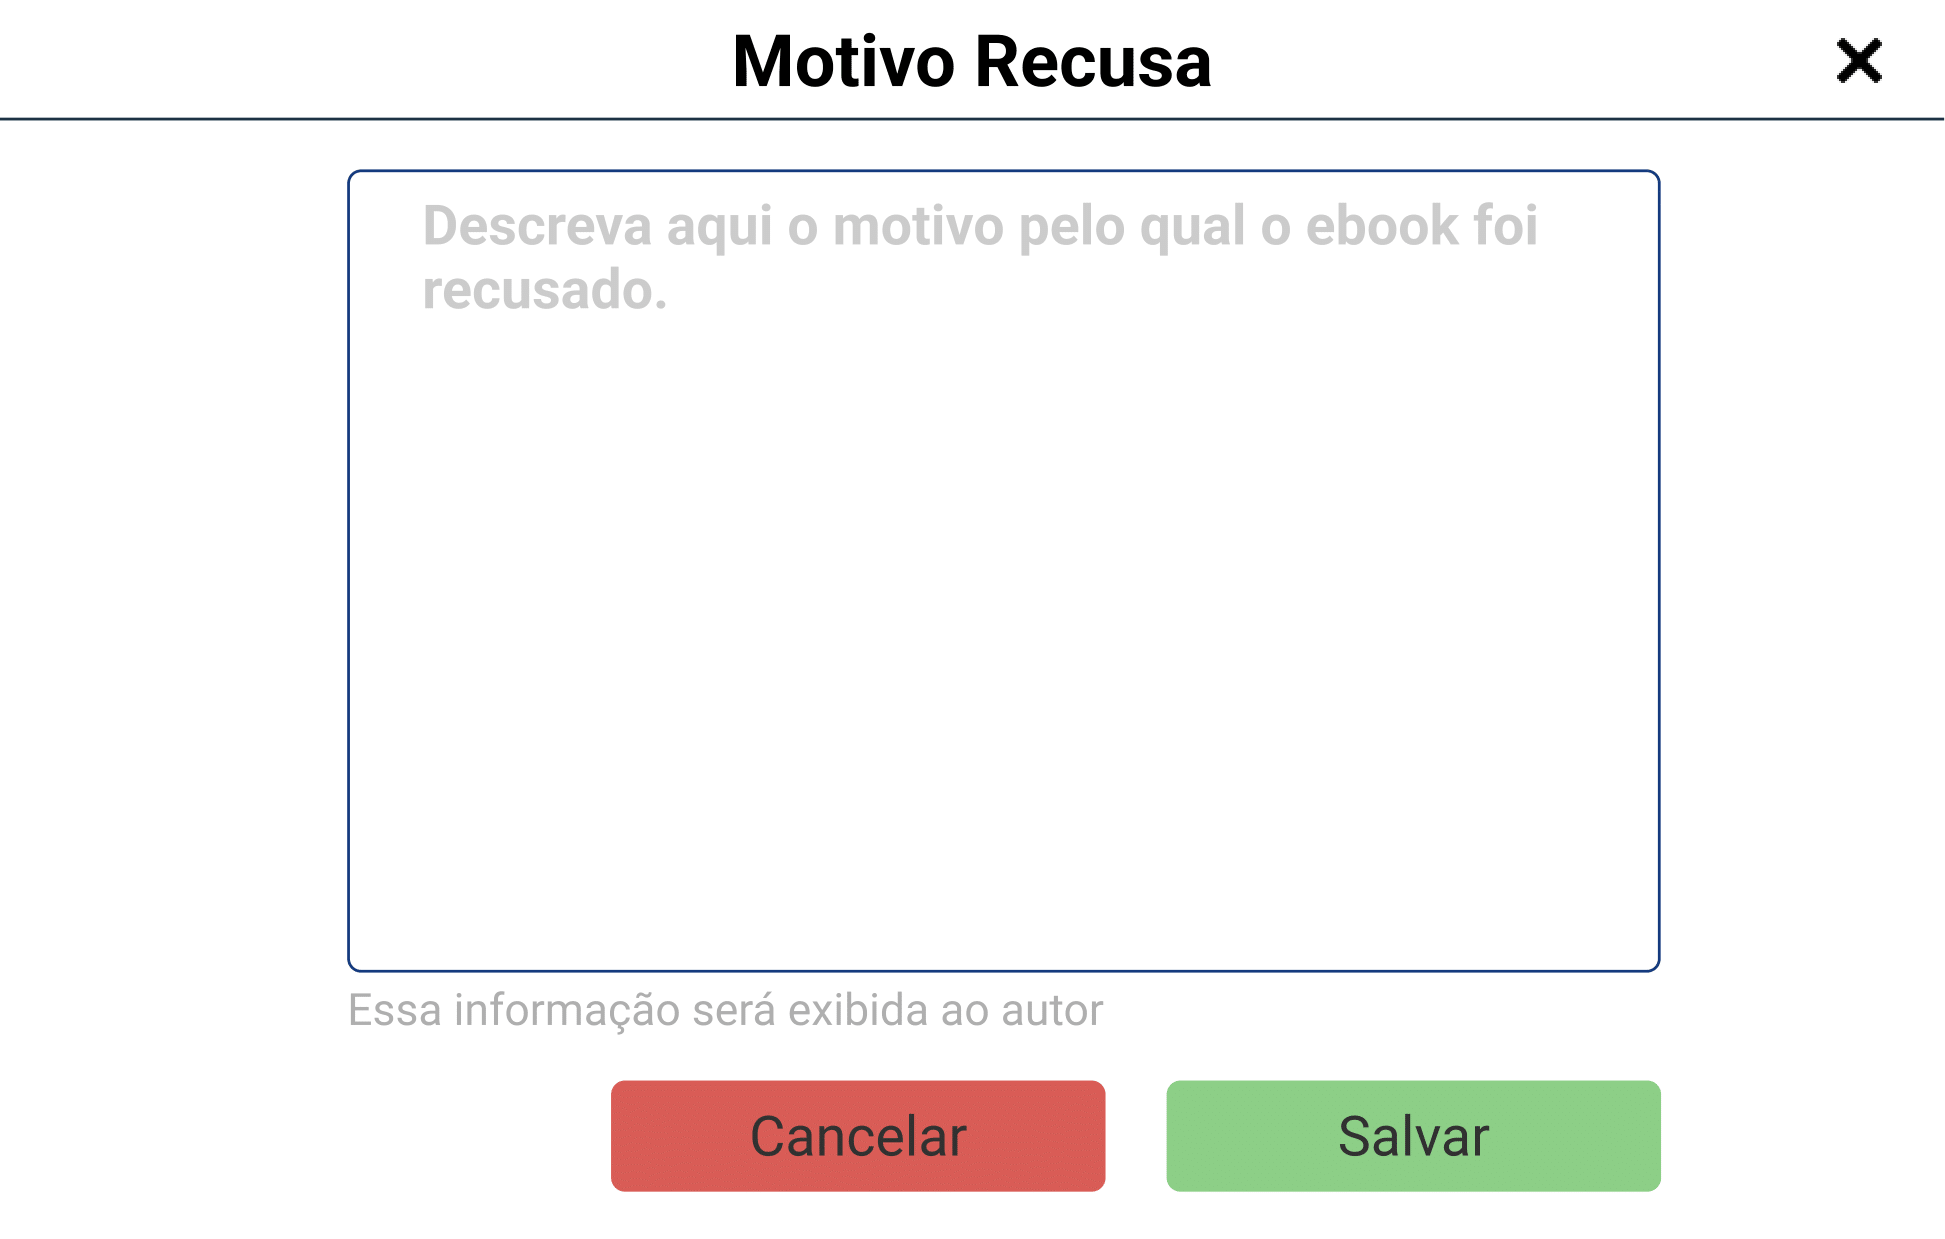 Motivo Recusa
Descreva aqui o motivo pelo qual o ebook foi
recusado.
Essa informação será exibida ao autor
Cancelar
Salvar